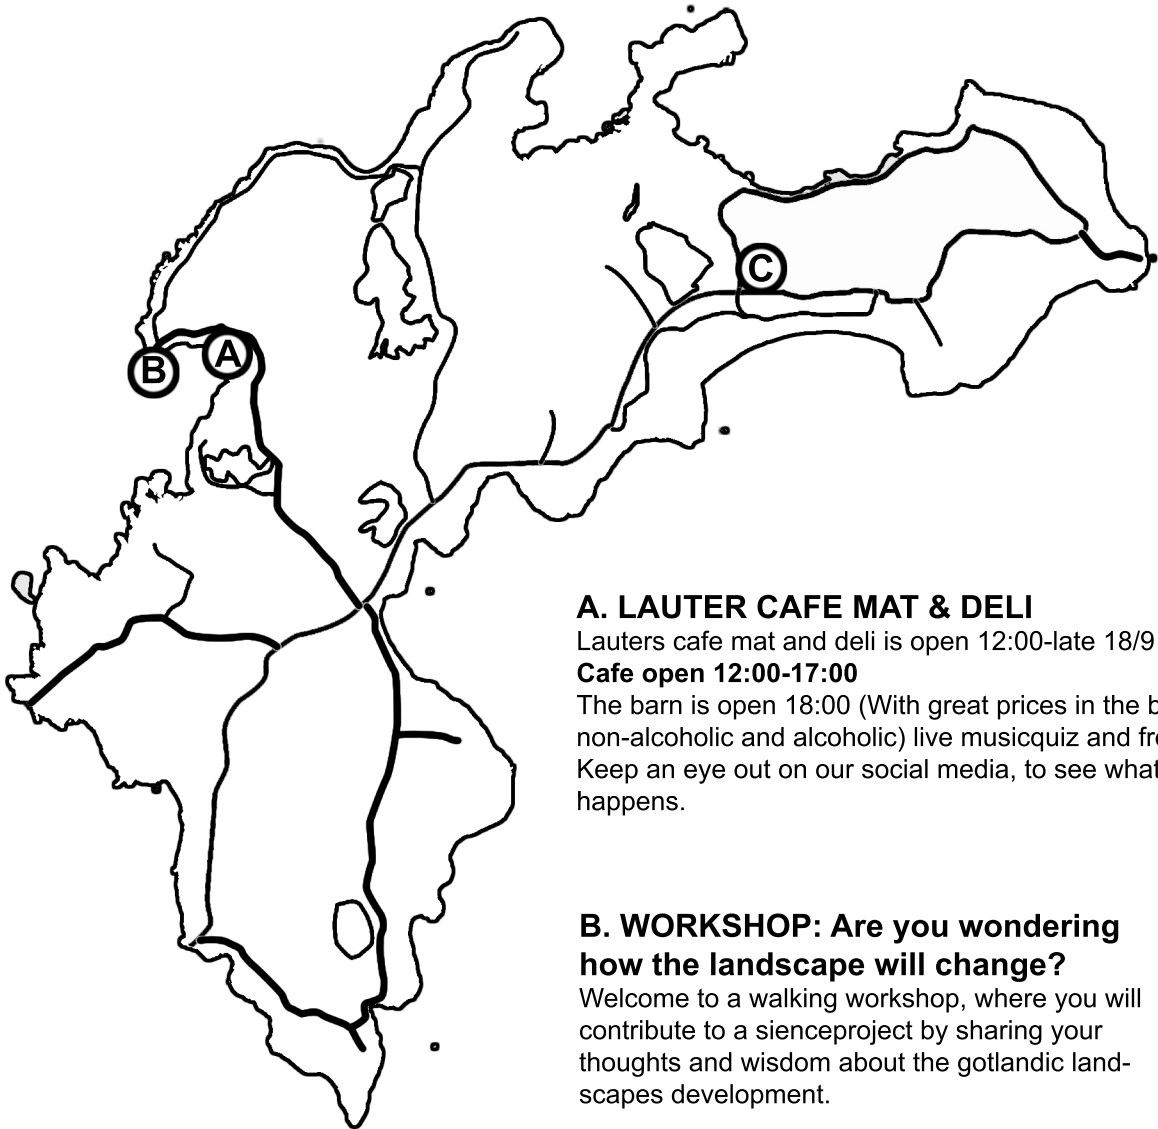 C
B
A
A. LAUTER CAFE MAT & DELI
Lauters cafe mat and deli is open 12:00-late 18/9
Cafe open 12:00-17:00
The barn is open 18:00 (With great prices in the
non-alcoholic and alcoholic) live musicquiz and
Keep an eye out on our social media, to see what
happens.
B. WORKSHOP: Are you wondering
how the landscape will change?
Welcome to a walking workshop, where you will
contribute to a sienceproject by sharing your
thoughts and wisdom about the gotlandic land-
scapes development.